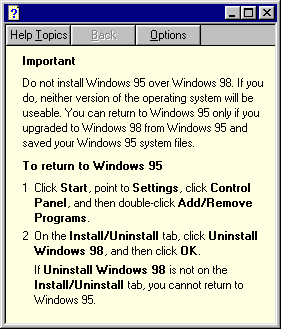 ?
Help Topics Back Options
Important
Do not install Windows 95 over Windows 98. If you
do, neither version of the operating system will be
useable. You can return to Windows 95 only if you
upgraded to Windows 98 from Windows 95 and
saved your Windows 95 system files.
To return to Windows 95
1 Click Start, point to Settings, click Control
Panel, and then double-click Add/Remove
Programs.
2 On the Install/Uninstall tab, click Uninstall
Windows 98, and then click OK.
If Uninstall Windows 98 is not on the
Install/Uninstall tab, you cannot return to
Windows 95.